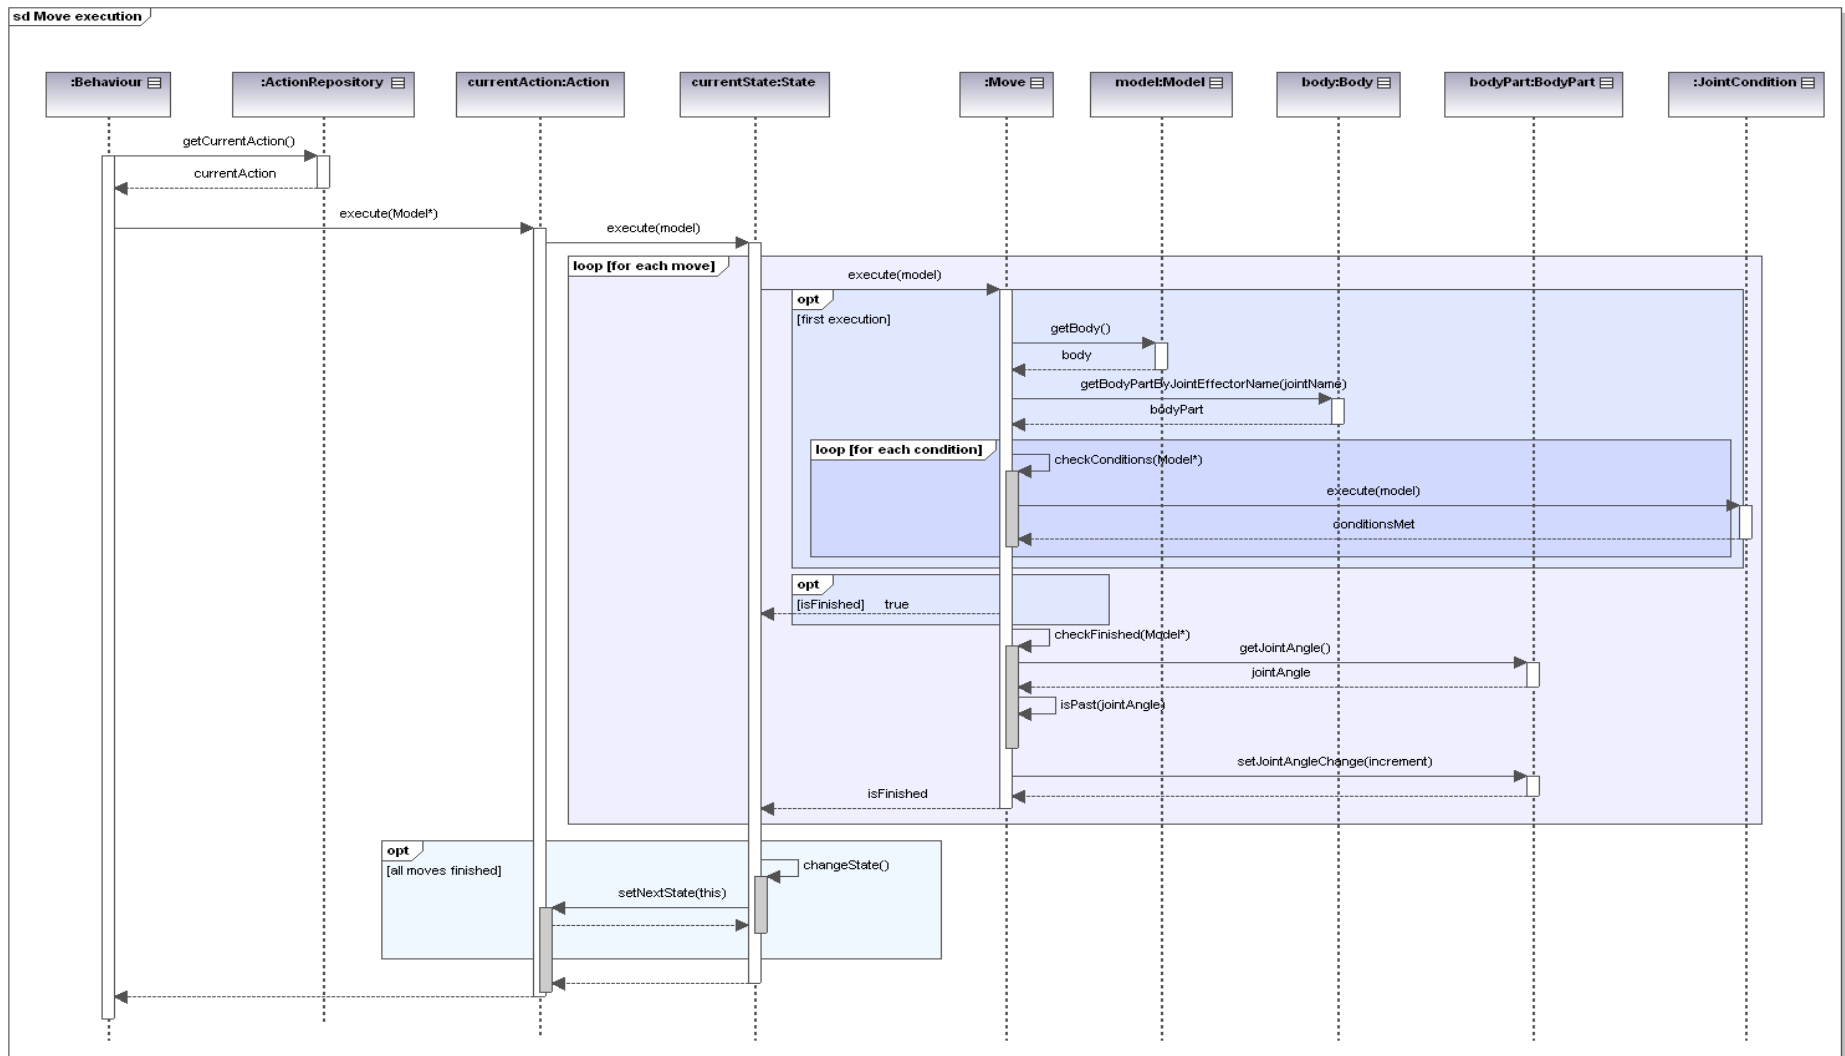 sd Move execution
:Behaviour
:ActionRepository
currentAction:Action
currentState:State
:Move
model:Model
body:Body
bodyPart:BodyPart
:JointCondition
getCurrentAction()
currentAction
execute(Model*)
execute(model)
loop [for each move]
execute(model)
opt
[first execution]
getBody()
body
getBodyPartByJointEffectorName(jointName)
bodyPart
loop [for each condition]
checkConditions(Model*)
execute(model)
conditionsMet
opt
[isFinished] true
checkFinished(Model*)
getJointAngle()
jointAngle
isPast(jointAngle)
setJointAngleChange(increment)
isFinished
opt
[all moves finished]
changeState()
setNextState(this)